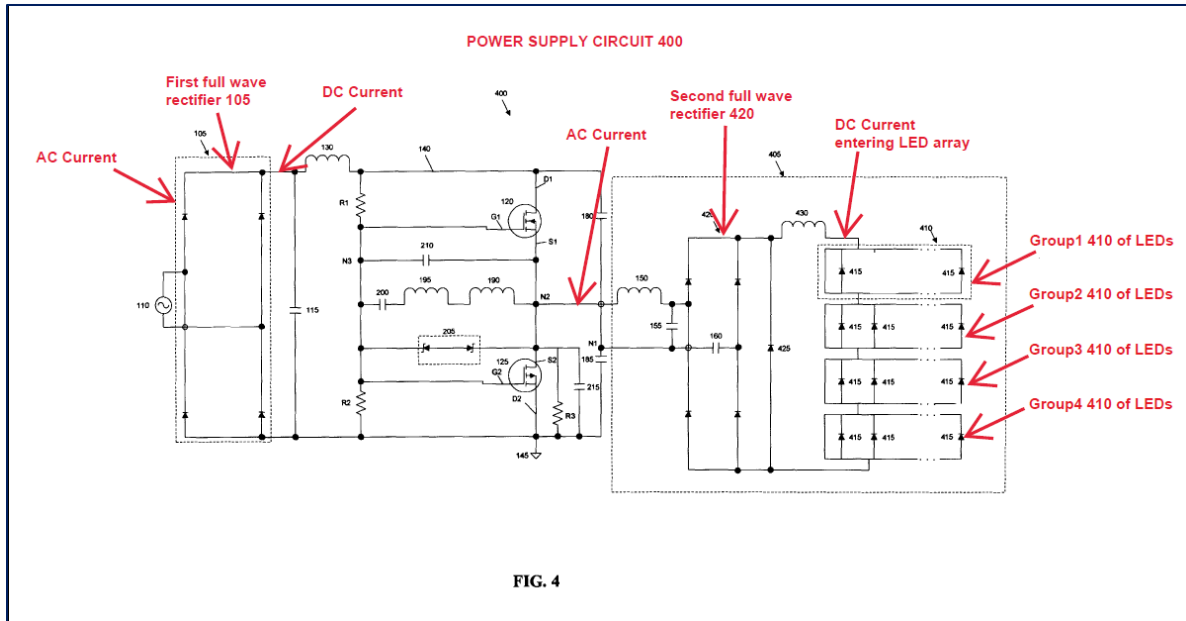 POWER SUPPLY CIRCUIT 400
First full wave
rectifier 105
DC Current
400
Second full wave
rectifier 420
DC Current
entering LED array
AC Current
AC Current
105
130
140
405
D1
120
R1
G1
180
430
410
Group1 410 of LEDs
S1
210
415
415
N3
195
190
150
200
N2
110
115
415
415
415
Group2 410 of LEDs
205
155
160
N1
185
425
S2
125
G2
215
415
415
415
Group3 410 of LEDs
R2
D2
R3
415
415
415
Group4 410 of LEDs
145
FIG. 4